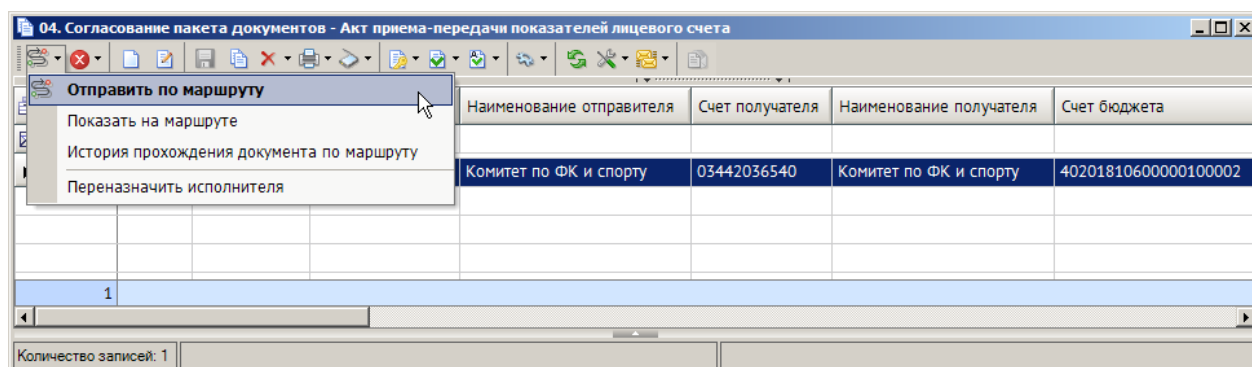 04. Согласование пакета документов - Акт приема-передачи показателей лицевого счета
Отправить по маршруту
Показать на маршруте
История прохождения документа по маршруту
Переназначить исполнителя
Наименование отправителя Счет получателя Наименование получателя Счет бюджета
Комитет по ФК и спорту 03442036540 Комитет по ФК и спорту 40201810600000100002
1
Количество записей: 1